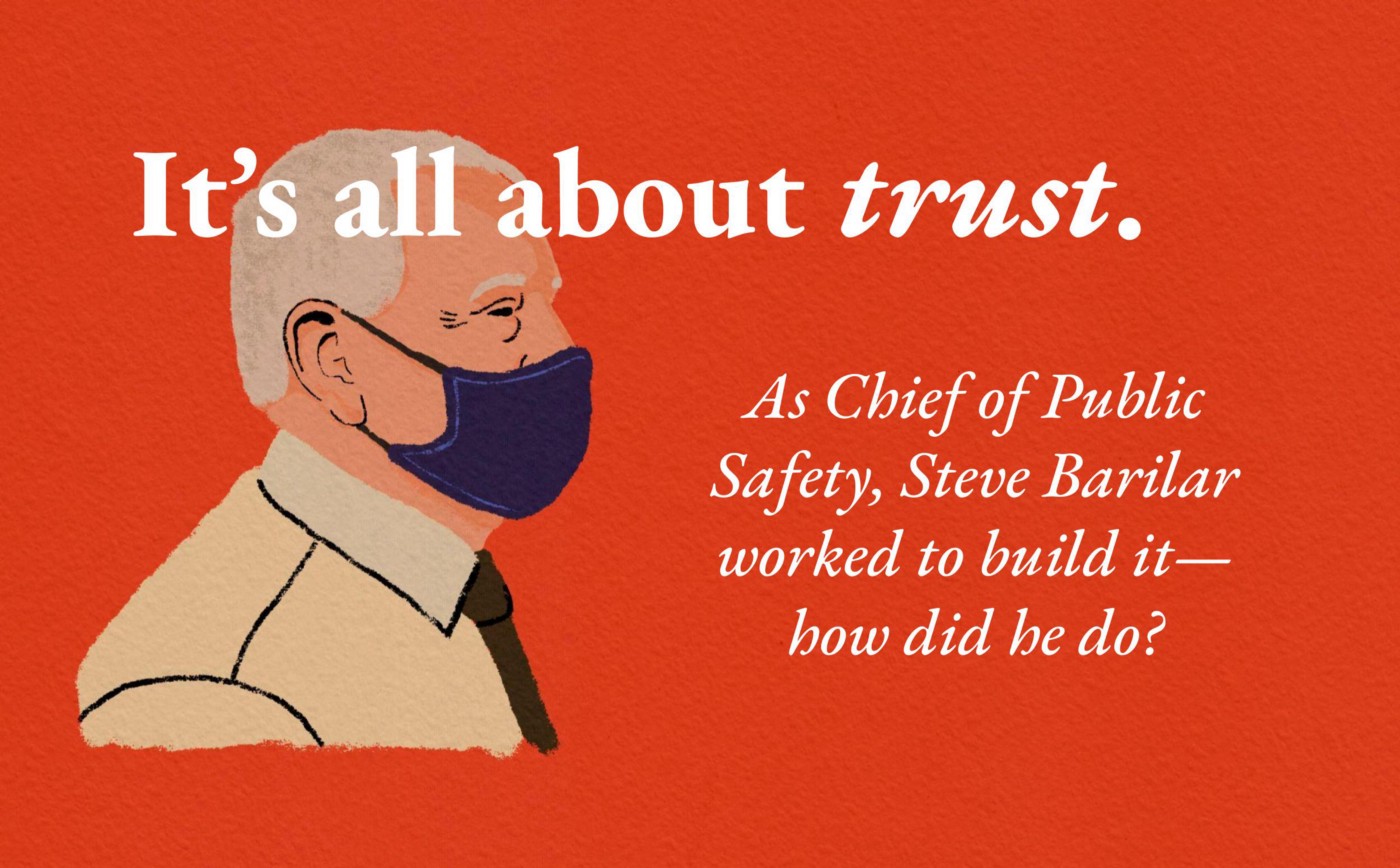 It’s all about trust.
As Chief of Public
Safety, Steve Barilar
worked to build it—
how did he do?